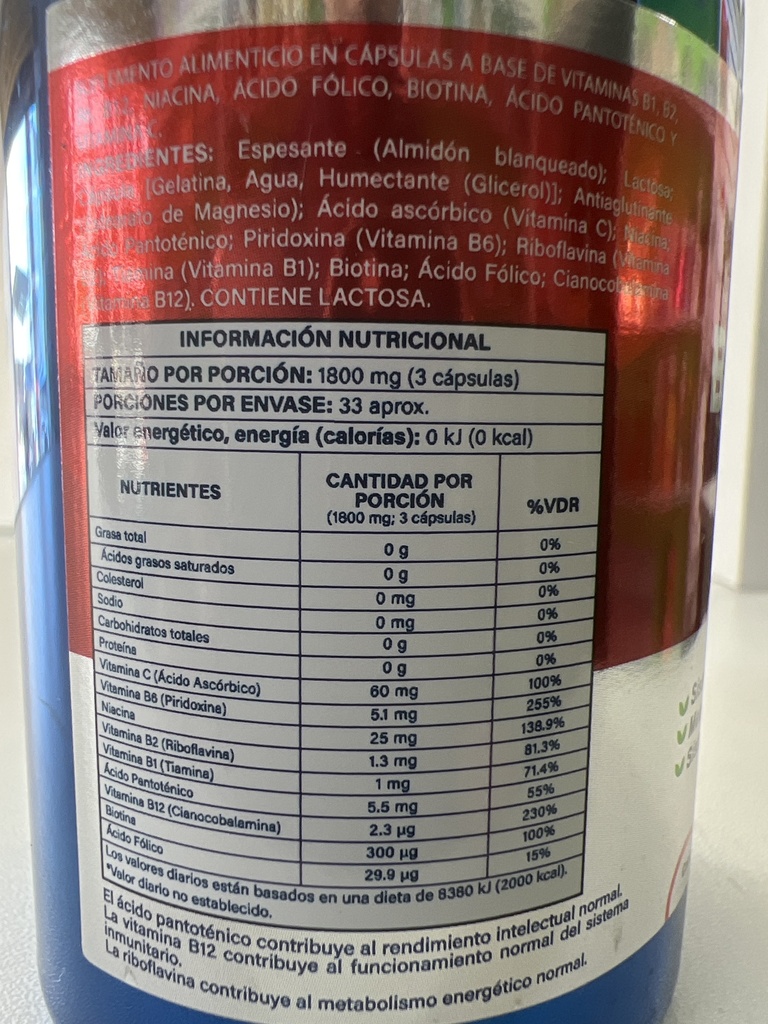 ALIMENTICIO EN CÁPSULAS A BASE DE VITAMINAS B1, B2,
NIACINA, ÁCIDO FÓLICO, BIOTINA, ÁCIDO PANTOTÉNICO Y
INGREDIENTES: Espesante (Almidón blanqueado); Lactosa;
[Gelatina, Agua, Humectante (Glicerol)]; Antiaglutinante
de Magnesio); Ácido ascórbico (Vitamina C); Niacina;
Pantoténico; Piridoxina (Vitamina B6); Riboflavina (Vitamina
(Vitamina B1); Biotina; Ácido Fólico;
B12). CONTIENE LACTOSA.
INFORMACIÓN NUTRICIONAL
TAMAÑO POR PORCIÓN: 1800 mg (3 cápsulas)
PORCIONES POR ENVASE: 33 aprox.
Valor energético, energía (calorías): 0 kJ (0 kcal)
NUTRIENTES CANTIDAD POR PORCIÓN (1800 mg; 3 cápsulas) %VDR
Grasa total 0 g 0%
Ácidos grasos saturados 0 g 0%
Colesterol 0 mg 0%
Sodio 0 mg 0%
Carbohidratos totales 0 g 0%
Proteína 0 g 0%
Vitamina C (Ácido Ascórbico) 60 mg 100%
Vitamina B6 (Piridoxina) 5.1 mg 255%
Niacina 25 mg 138.9%
Vitamina B2 (Riboflavina) 1.3 mg 81.3%
Vitamina B1 (Tiamina) 1 mg 71.4%
Ácido Pantoténico 5.5 mg 55%
Vitamina B12 (Cianocobalamina) 2.3 µg 230%
Biotina 300 µg 100%
Ácido Fólico 29.9 µg 15%
Los valores diarios están basados en una dieta de 8380 kJ (2000 kcal).
*Valor diario no establecido.
El ácido pantoténico contribuye al rendimiento intelectual normal.
La vitamina B12 contribuye al funcionamiento normal del sistema
inmunitario.
La riboflavina contribuye al metabolismo energético normal.